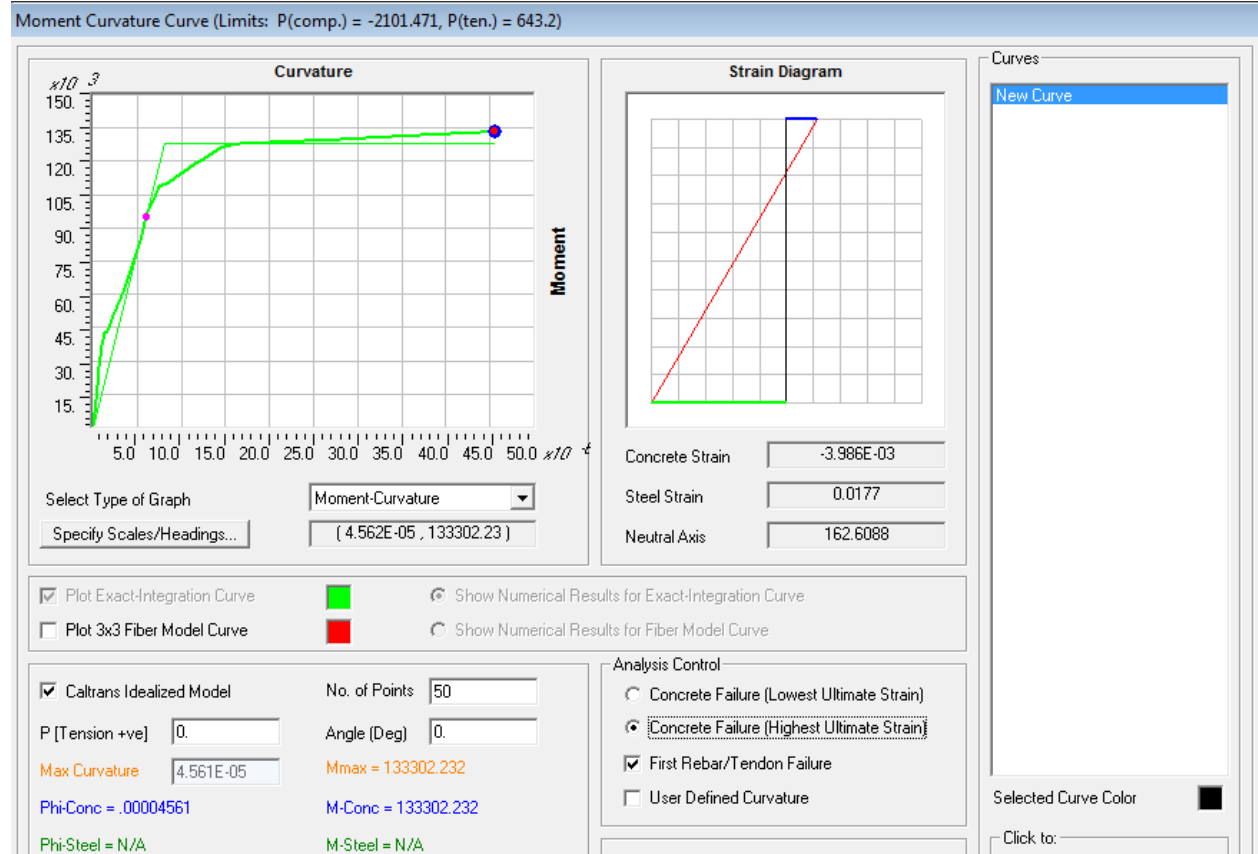 Moment Curvature Curve (Limits: P(comp.) = -2101.471, P(ten.) = 643.2)
Curvature
x10 3
150.
135.
120.
105.
90.
75.
60.
45.
30.
15.
5.0 10.0 15.0 20.0 25.0 30.0 35.0 40.0 45.0 50.0 x10
Moment
Select Type of Graph
Moment-Curvature
Specify Scales/Headings...
( 4.562E-05 , 133302.23 )
Strain Diagram
Concrete Strain
-3.986E-03
Steel Strain
0.0177
Neutral Axis
162.6088
Curves
New Curve
Plot Exact-Integration Curve
Show Numerical Results for Exact-Integration Curve
Plot 3x3 Fiber Model Curve
Show Numerical Results for Fiber Model Curve
Caltrans Idealized Model
No. of Points
50
P [Tension +ve]
0.
Angle (Deg)
0.
Max Curvature
4.561E-05
Mmax = 133302.232
Phi-Conc = .00004561
M-Conc = 133302.232
Phi-Steel = N/A
M-Steel = N/A
Analysis Control
Concrete Failure (Lowest Ultimate Strain)
Concrete Failure (Highest Ultimate Strain)
First Rebar/Tendon Failure
User Defined Curvature
Selected Curve Color
Click to: